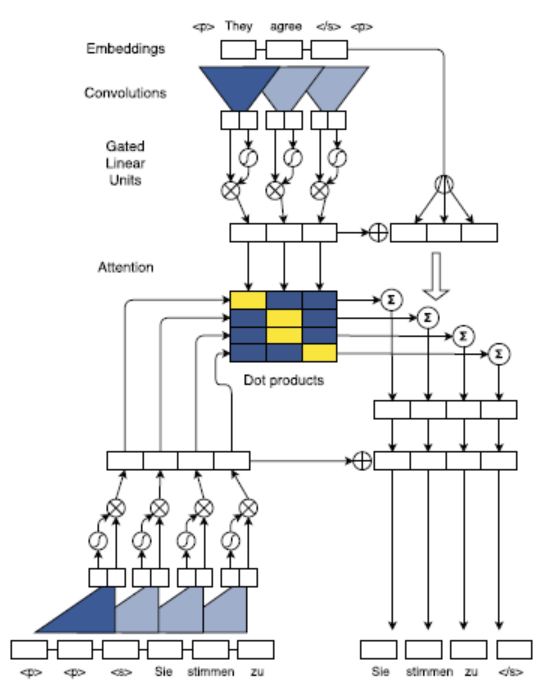 <p> They agree </s> <p>
Embeddings
Convolutions
Gated
Linear
Units
Attention
Σ
Σ
Σ
Σ
Dot products
<p> <p> <s> Sie stimmen zu
Sie stimmen zu </s>